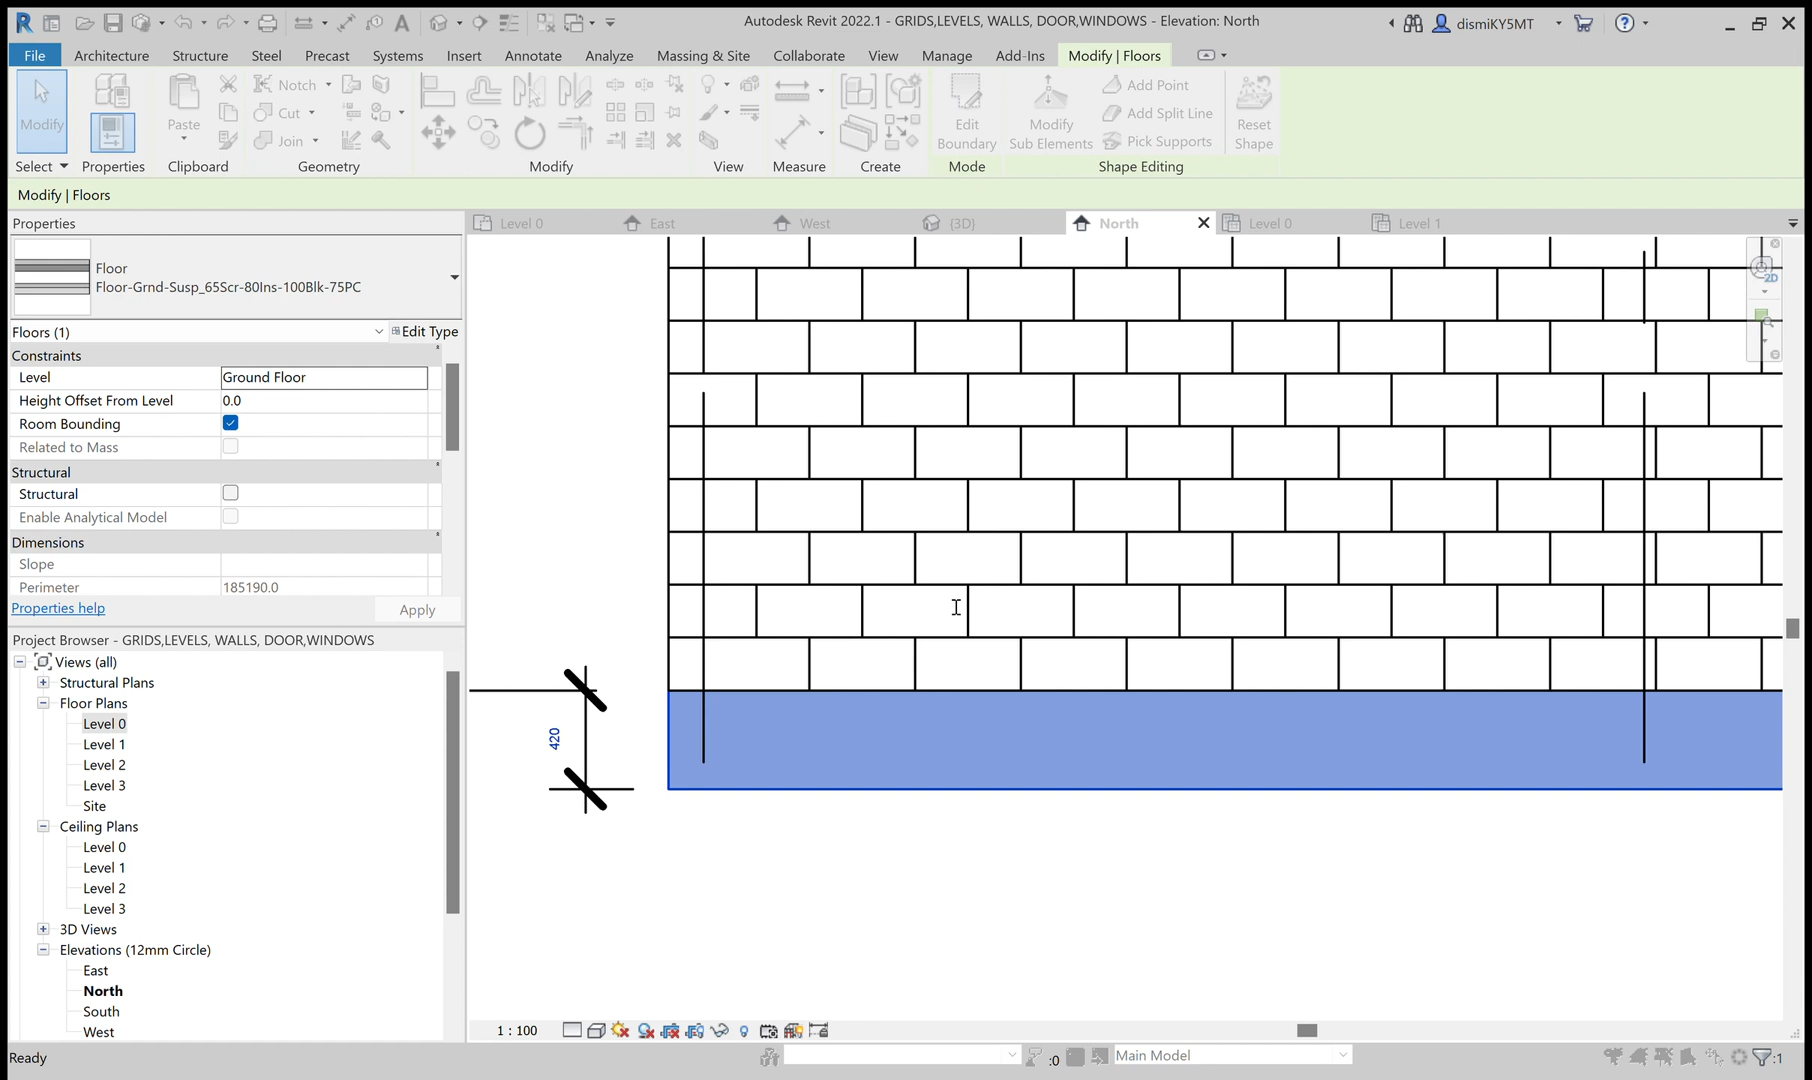 Autodesk Revit 2022.1 - GRIDS,LEVELS, WALLS, DOOR,WINDOWS - Elevation: North
dismiKY5MT
File Architecture Structure Steel Precast Systems Insert Annotate Analyze Massing & Site Collaborate View Manage Add-Ins Modify | Floors
Modify
Paste
Notch
Cut
Join
Edit Boundary
Modify Sub Elements
Add Point
Add Split Line
Pick Supports
Reset Shape
Select Properties Clipboard Geometry Modify View Measure Create Mode Shape Editing
Modify | Floors
Properties
Level 0 East West {3D} North Level 0 Level 1
2D
Floor
Floor-Grnd-Susp_65Scr-80Ins-100Blk-75PC
Floors (1) Edit Type
Constraints
Level Ground Floor
Height Offset From Level 0.0
Room Bounding
Related to Mass
Structural
Structural
Enable Analytical Model
Dimensions
Slope
Perimeter 185190.0
Properties help Apply
Project Browser - GRIDS,LEVELS, WALLS, DOOR,WINDOWS
Views (all)
Structural Plans
Floor Plans
Level 0
Level 1
Level 2
Level 3
Site
Ceiling Plans
Level 0
Level 1
Level 2
Level 3
3D Views
Elevations (12mm Circle)
East
North
South
West
420
1 : 100
Ready
:0
Main Model
:1